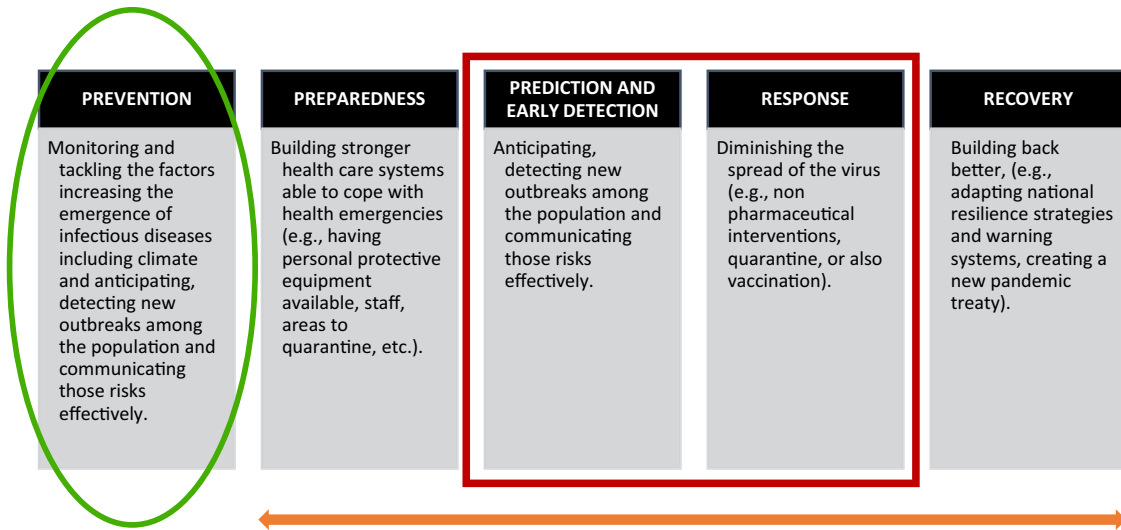 PREVENTION
Monitoring and
tackling the factors
increasing the
emergence of
infectious diseases
including climate
and anticipating,
detecting new
outbreaks among
the population and
communicating
those risks
effectively.
PREPAREDNESS
Building stronger
health care systems
able to cope with
health emergencies
(e.g., having
personal protective
equipment
available, staff,
areas to
quarantine, etc.).
PREDICTION AND
EARLY DETECTION
Anticipating,
detecting new
outbreaks among
the population and
communicating
those risks
effectively.
RESPONSE
Diminishing the
spread of the virus
(e.g., non
pharmaceutical
interventions,
quarantine, or also
vaccination).
RECOVERY
Building back
better, (e.g.,
adapting national
resilience strategies
and warning
systems, creating a
new pandemic
treaty).